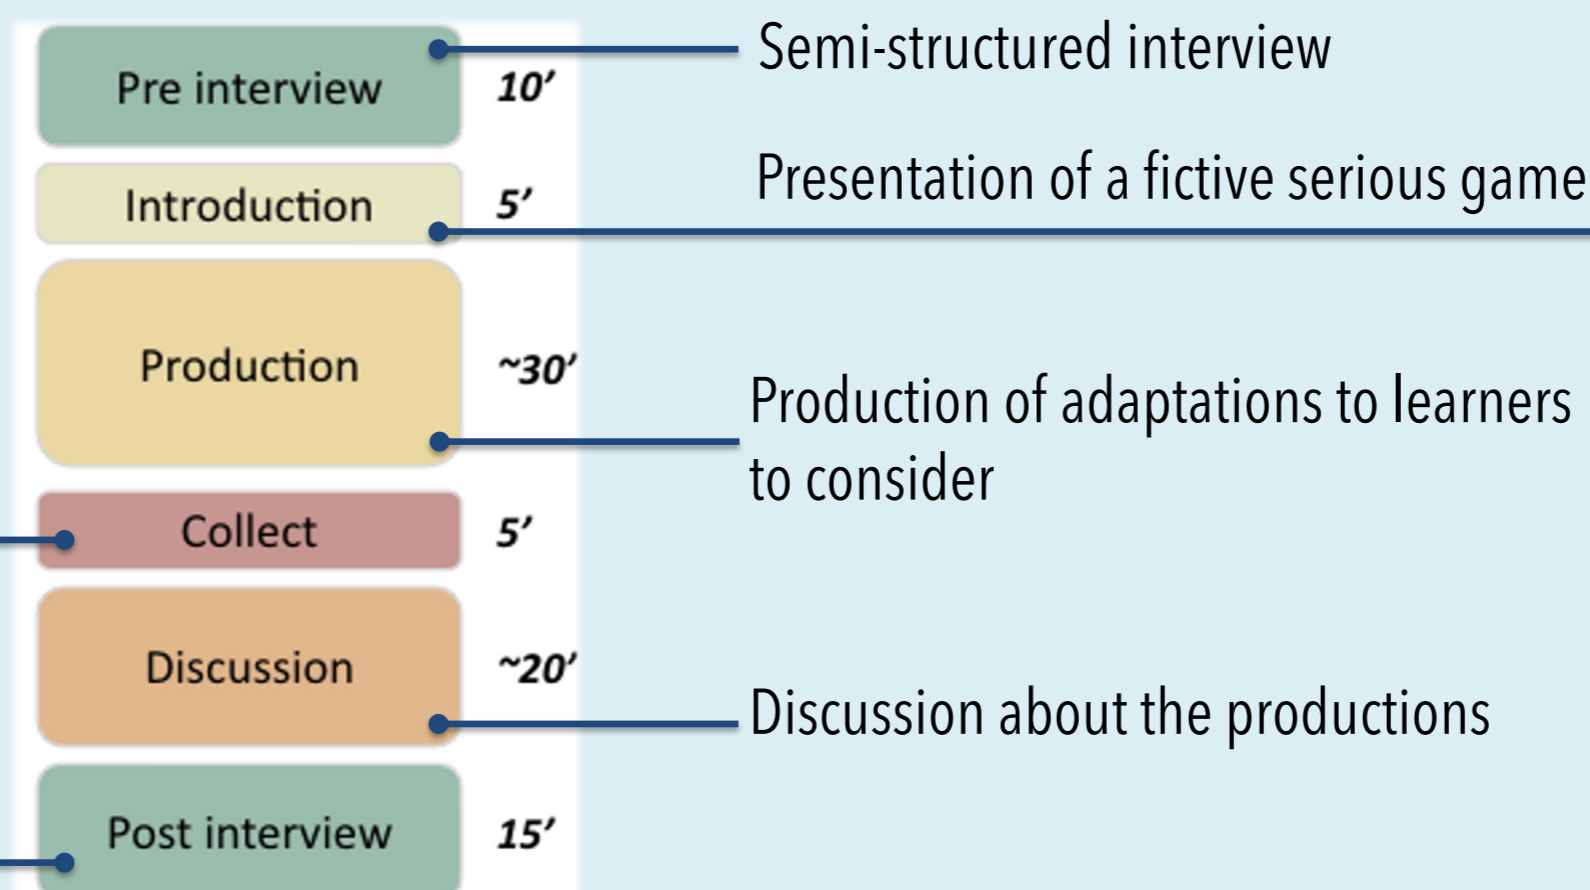 Pre interview
10’
Semi-structured interview
Introduction
5’
Presentation of a fictive serious game
Production
~30’
Production of adaptations to learners
to consider
Collect
5’
Discussion
~20’
Discussion about the productions
Post interview
15’